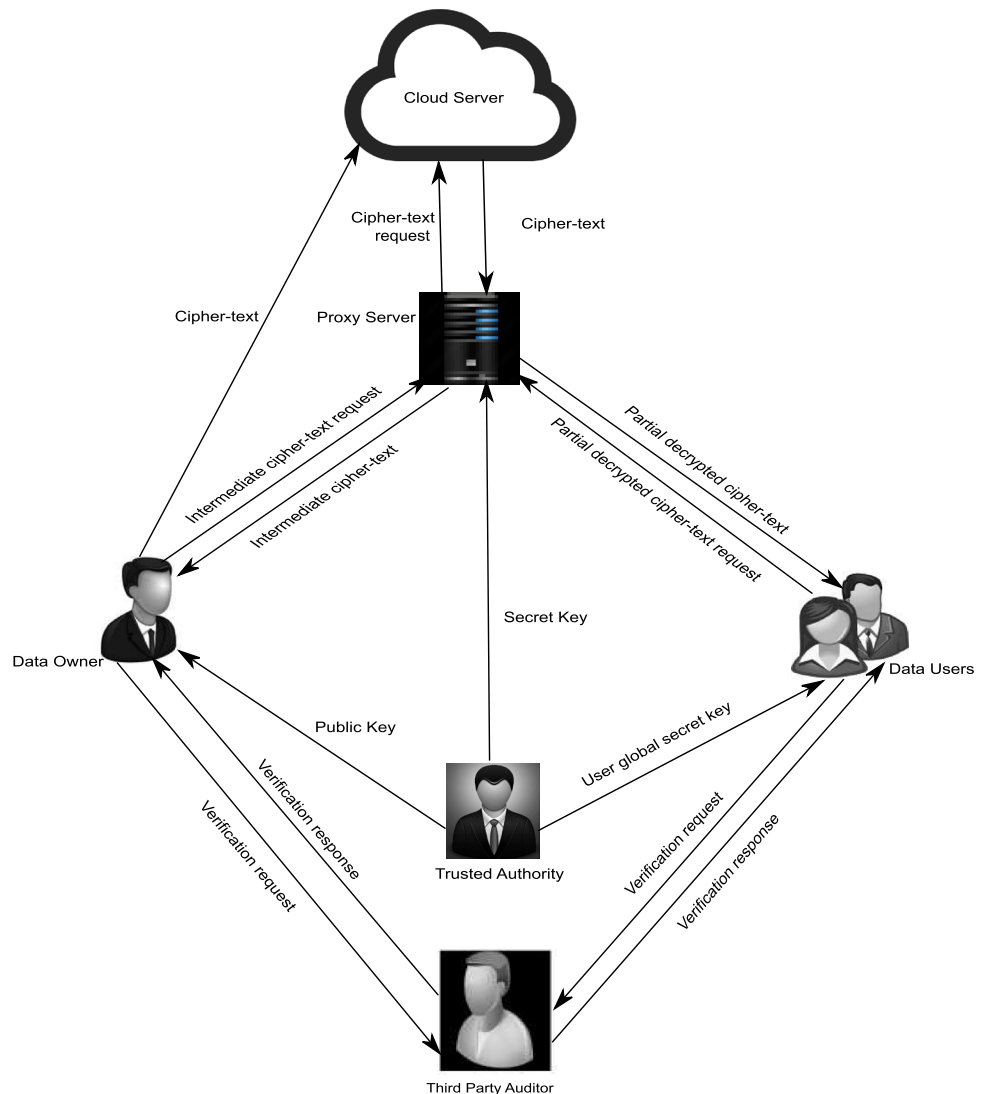 Cloud Server
Cipher-text
request
Cipher-text
Cipher-text
Proxy Server
Intermediate cipher-text request
Intermediate cipher-text
Partial decrypted cipher-text
Partial decrypted cipher-text request
Secret Key
Data Owner
Data Users
Public Key
User global secret key
Verification response
Verification request
Verification request
Verification response
Trusted Authority
Third Party Auditor